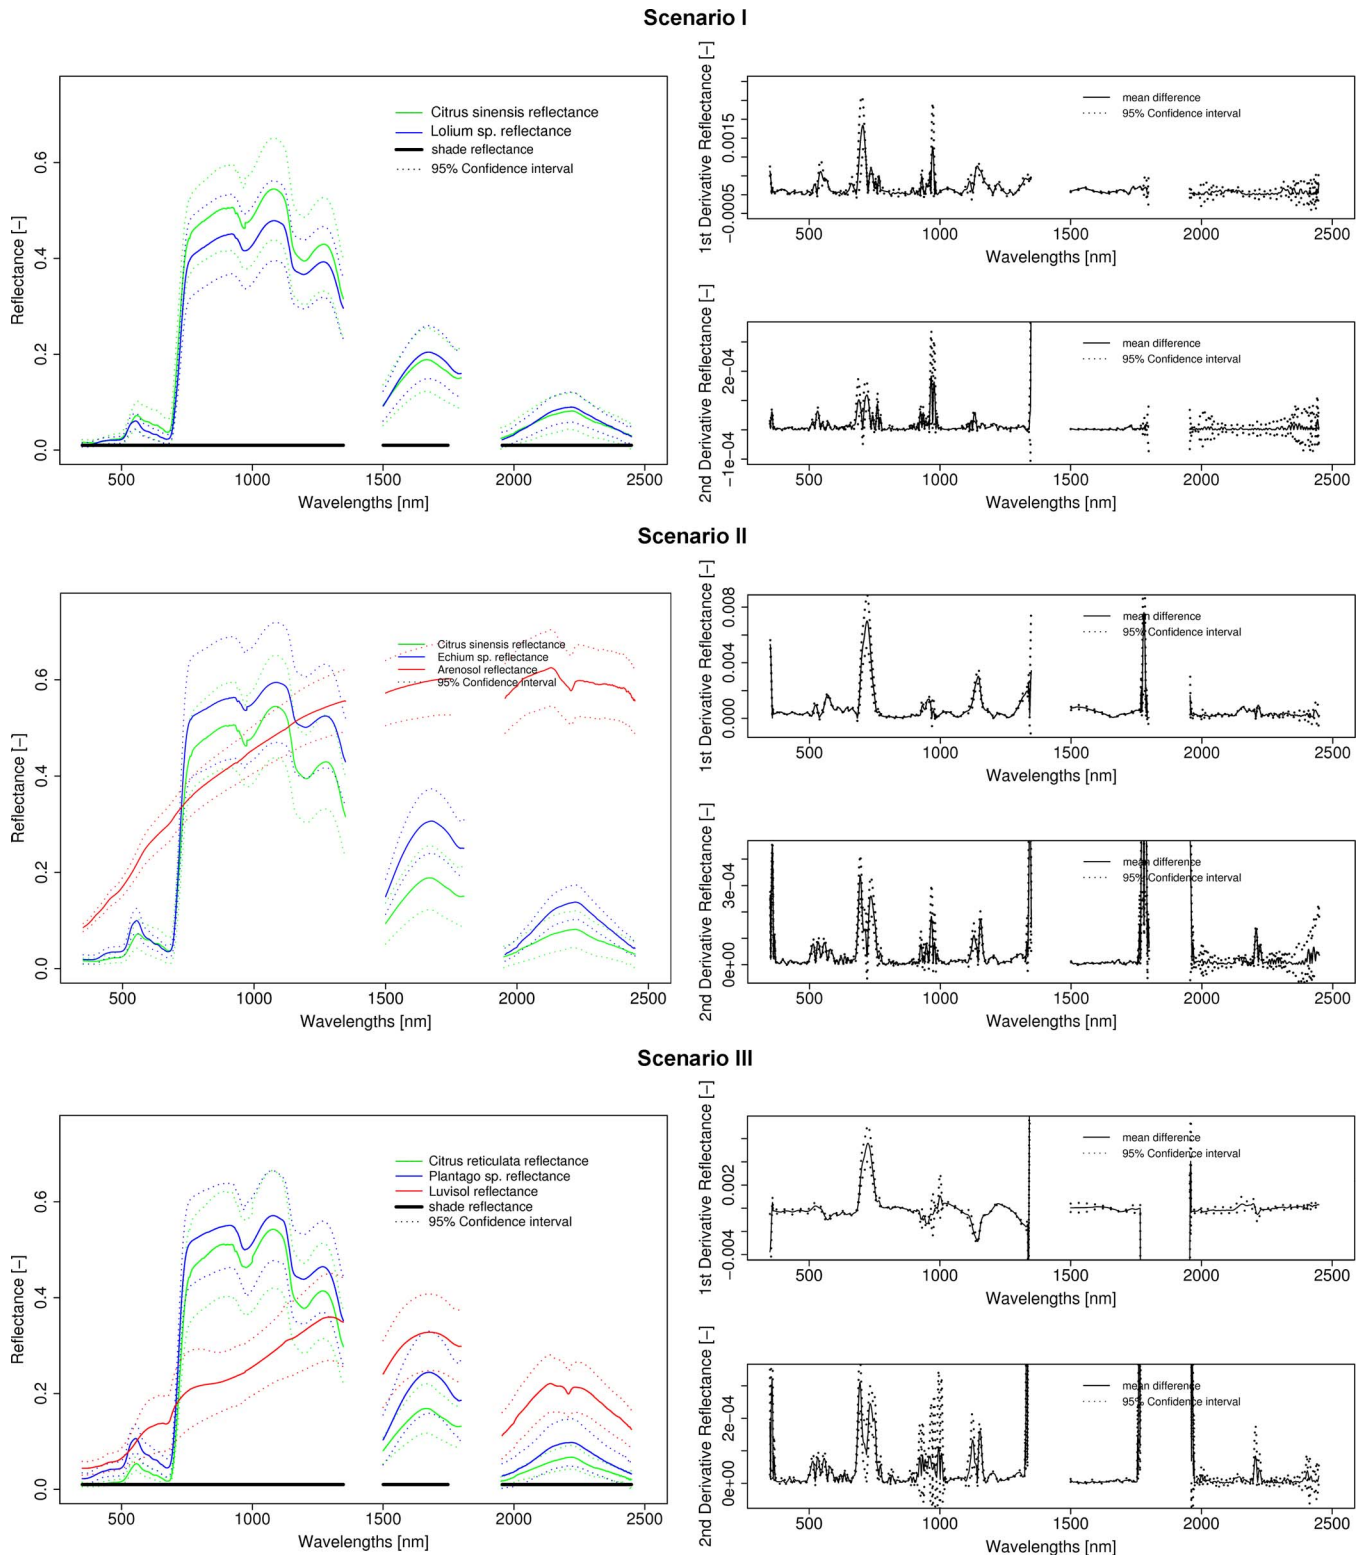 Scenario I
Citrus sinensis reflectance
Lolium sp. reflectance
shade reflectance
95% Confidence interval
Reflectance [−]
0.0
0.2
0.4
0.6
500
1000
1500
2000
2500
Wavelengths [nm]
mean difference
95% Confidence interval
1st Derivative Reflectance [−]
−0.0005
0.0005
0.0015
500
1000
1500
2000
2500
Wavelengths [nm]
mean difference
95% Confidence interval
2nd Derivative Reflectance [−]
−1e−04
2e−04
500
1000
1500
2000
2500
Wavelengths [nm]
Scenario II
Citrus sinensis reflectance
Echium sp. reflectance
Arenosol reflectance
95% Confidence interval
Reflectance [−]
0.0
0.2
0.4
0.6
500
1000
1500
2000
2500
Wavelengths [nm]
mean difference
95% Confidence interval
1st Derivative Reflectance [−]
0.000
0.004
0.008
500
1000
1500
2000
2500
Wavelengths [nm]
mean difference
95% Confidence interval
2nd Derivative Reflectance [−]
0e+00
3e−04
500
1000
1500
2000
2500
Wavelengths [nm]
Scenario III
Citrus reticulata reflectance
Plantago sp. reflectance
Luvisol reflectance
shade reflectance
95% Confidence interval
Reflectance [−]
0.0
0.2
0.4
0.6
500
1000
1500
2000
2500
Wavelengths [nm]
mean difference
95% Confidence interval
1st Derivative Reflectance [−]
−0.004
0.002
500
1000
1500
2000
2500
Wavelengths [nm]
mean difference
95% Confidence interval
2nd Derivative Reflectance [−]
0e+00
2e−04
500
1000
1500
2000
2500
Wavelengths [nm]